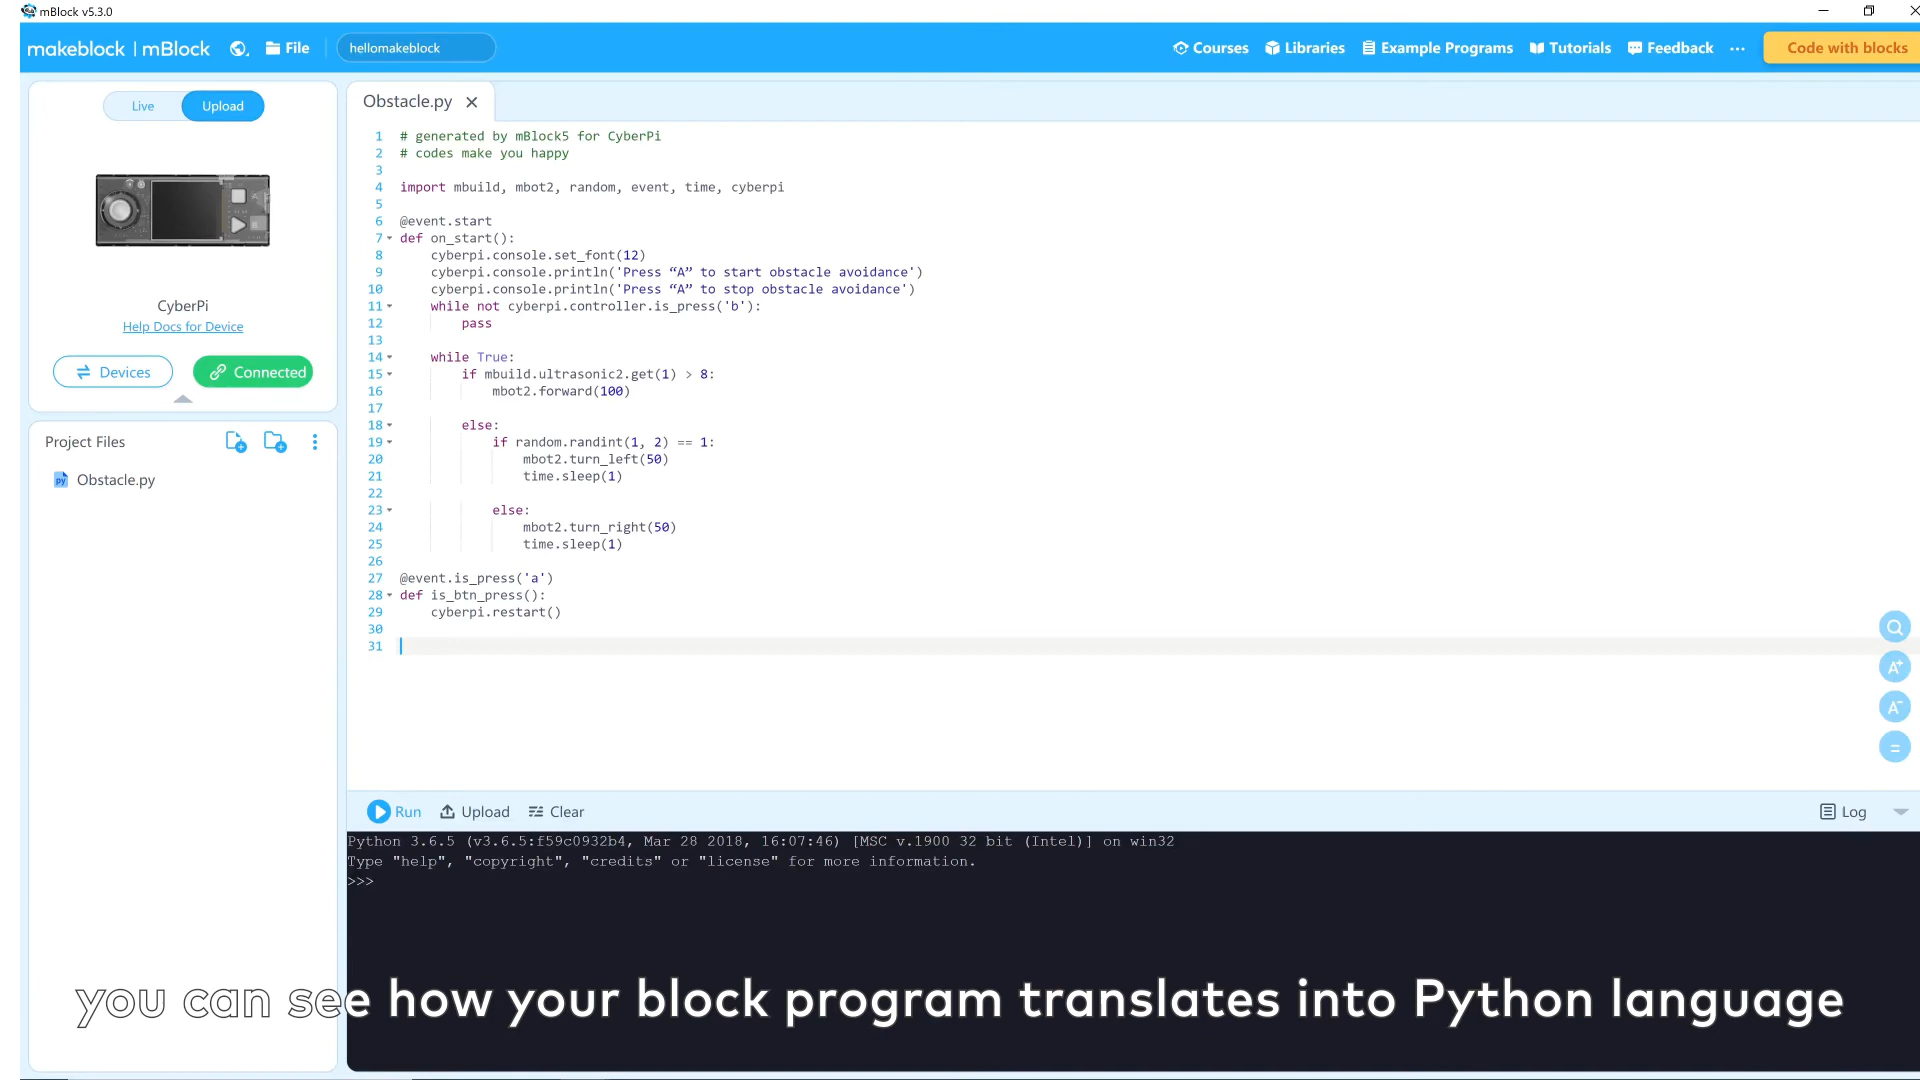 mBlock v5.3.0
makeblock | mBlock File hellomakeblock Courses Libraries Example Programs Tutorials Feedback ... Code with blocks
Live Upload
CyberPi
Help Docs for Device
Devices Connected
Project Files
Obstacle.py
Obstacle.py
1 # generated by mBlock5 for CyberPi
2 # codes make you happy
3
4 import mbuild, mbot2, random, event, time, cyberpi
5
6 @event.start
7 def on_start():
8     cyberpi.console.set_font(12)
9     cyberpi.console.println('Press “A” to start obstacle avoidance')
10     cyberpi.console.println('Press “A” to stop obstacle avoidance')
11     while not cyberpi.controller.is_press('b'):
12         pass
13
14     while True:
15         if mbuild.ultrasonic2.get(1) > 8:
16             mbot2.forward(100)
17
18         else:
19             if random.randint(1, 2) == 1:
20                 mbot2.turn_left(50)
21                 time.sleep(1)
22
23             else:
24                 mbot2.turn_right(50)
25                 time.sleep(1)
26
27 @event.is_press('a')
28 def is_btn_press():
29     cyberpi.restart()
30
31
A+
A-
=
Run Upload Clear Log
Python 3.6.5 (v3.6.5:f59c0932b4, Mar 28 2018, 16:07:46) [MSC v.1900 32 bit (Intel)] on win32
Type "help", "copyright", "credits" or "license" for more information.
>>>
you can see how your block program translates into Python language